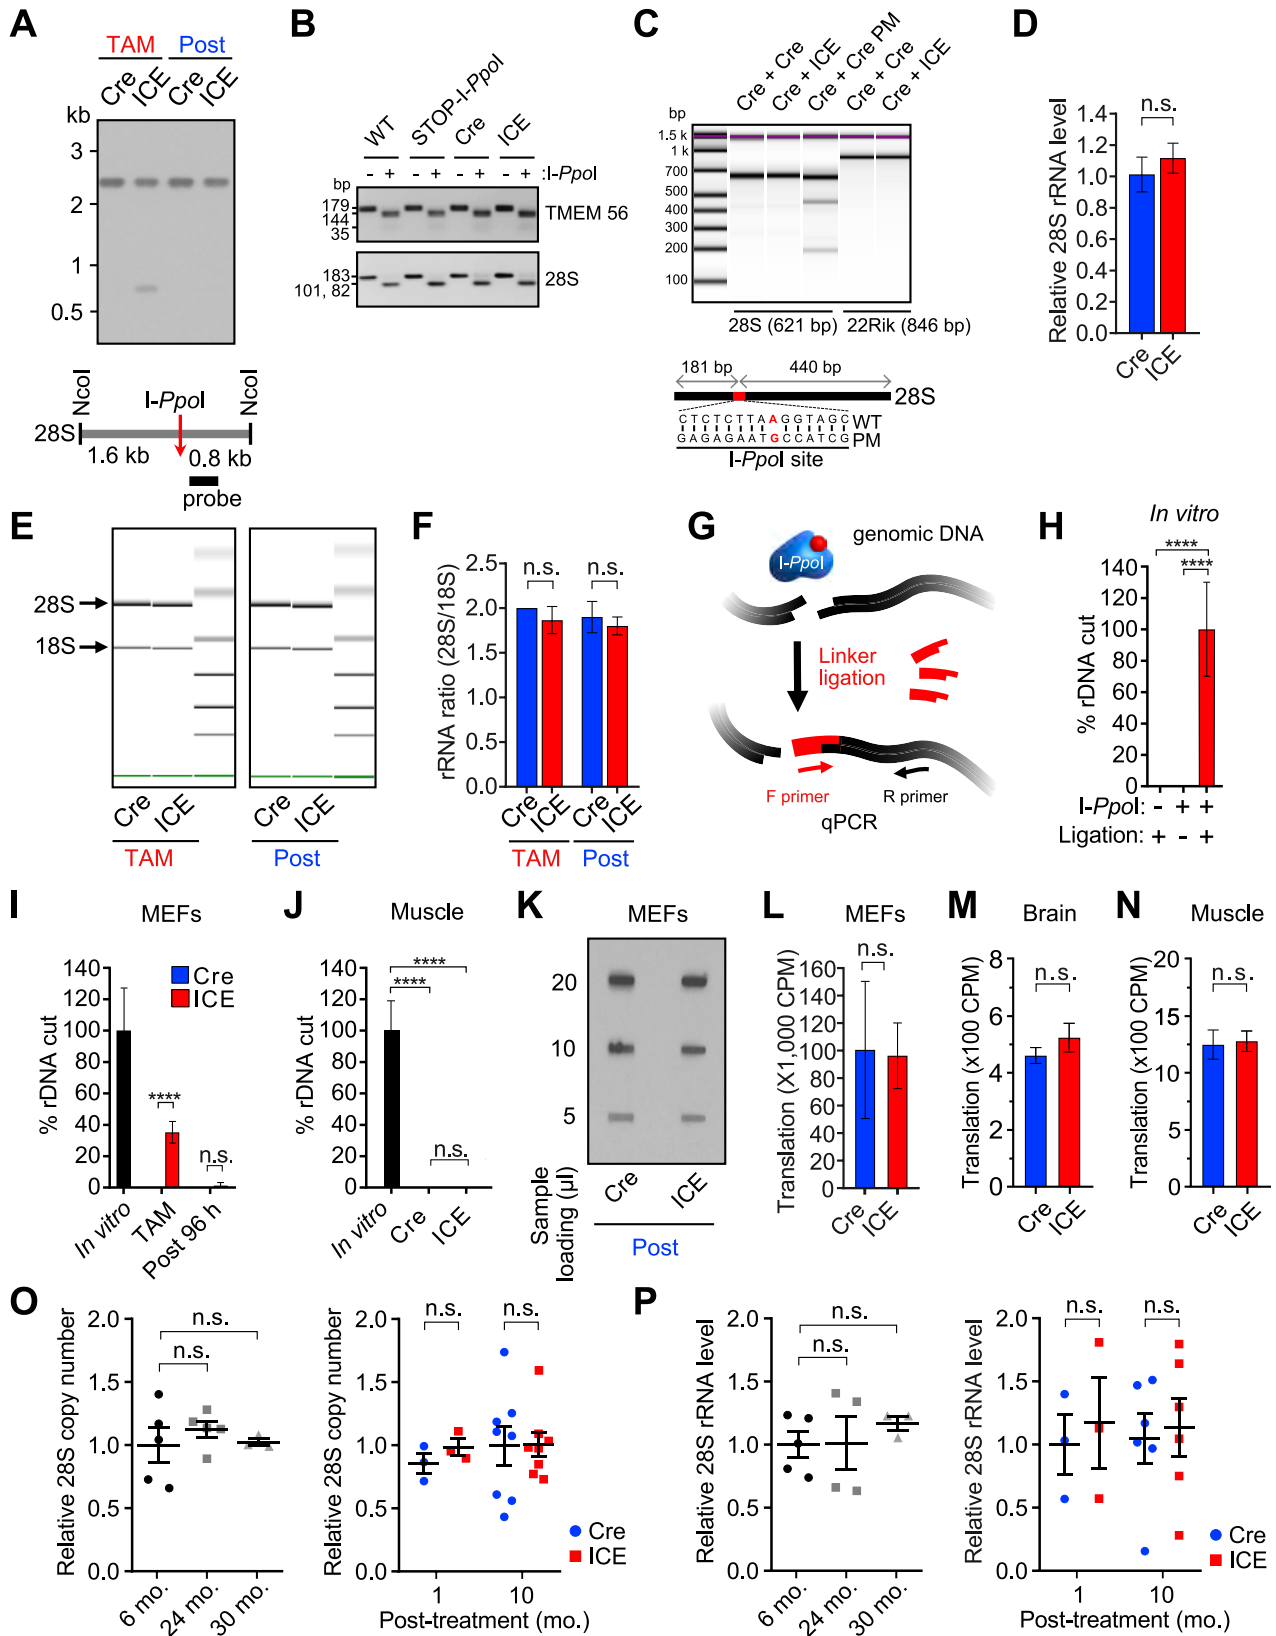 A
TAM Post
Cre ICE Cre ICE
kb
3
2
1
0.5
NcoI NcoI
I-PpoI
28S
1.6 kb 0.8 kb
probe
B
WT STOP-I-PpoI Cre ICE
- + - + - + - + :I-PpoI
bp
179
144
35
TMEM 56
183
101, 82
28S
C
Cre + Cre
Cre + ICE
Cre + Cre PM
Cre + Cre
Cre + ICE
bp
1.5 k
1 k
700
500
400
300
200
100
28S (621 bp) 22Rik (846 bp)
181 bp 440 bp
28S
CTCTCTTAAGGTAGC WT
GAGAGAATGCCATCG PM
I-PpoI site
D
Relative 28S rRNA level
n.s.
1.4
1.2
1.0
0.8
0.6
0.4
0.2
0.0
Cre ICE
E
28S
18S
Cre ICE Cre ICE
TAM Post
F
rRNA ratio (28S/18S)
n.s. n.s.
2.5
2.0
1.5
1.0
0.5
0.0
Cre ICE Cre ICE
TAM Post
G
I-PpoI
genomic DNA
Linker
ligation
F primer R primer
qPCR
H
In vitro
****
****
% rDNA cut
140
120
100
80
60
40
20
0
I-PpoI: - + +
Ligation: + - +
I
MEFs
Cre
ICE
% rDNA cut
140
120
100
80
60
40
20
0
****
n.s.
In vitro
TAM
Post 96 h
J
Muscle
% rDNA cut
140
120
100
80
60
40
20
0
****
****
n.s.
In vitro
Cre
ICE
K
MEFs
20
10
5
Sample
loading (µl)
Cre ICE
Post
L
MEFs
n.s.
Translation (X1,000 CPM)
160
140
120
100
80
60
40
20
0
Cre ICE
M
Brain
n.s.
Translation (x100 CPM)
8
6
4
2
0
Cre ICE
N
Muscle
n.s.
Translation (x100 CPM)
20
15
10
5
0
Cre ICE
O
Relative 28S copy number
2.0
1.5
1.0
0.5
0.0
n.s.
n.s.
6 mo.
24 mo.
30 mo.
Relative 28S copy number
2.0
1.5
1.0
0.5
0.0
n.s. n.s.
Cre
ICE
1 10
Post-treatment (mo.)
P
Relative 28S rRNA level
2.0
1.5
1.0
0.5
0.0
n.s.
n.s.
6 mo.
24 mo.
30 mo.
Relative 28S rRNA level
2.0
1.5
1.0
0.5
0.0
n.s. n.s.
Cre
ICE
1 10
Post-treatment (mo.)